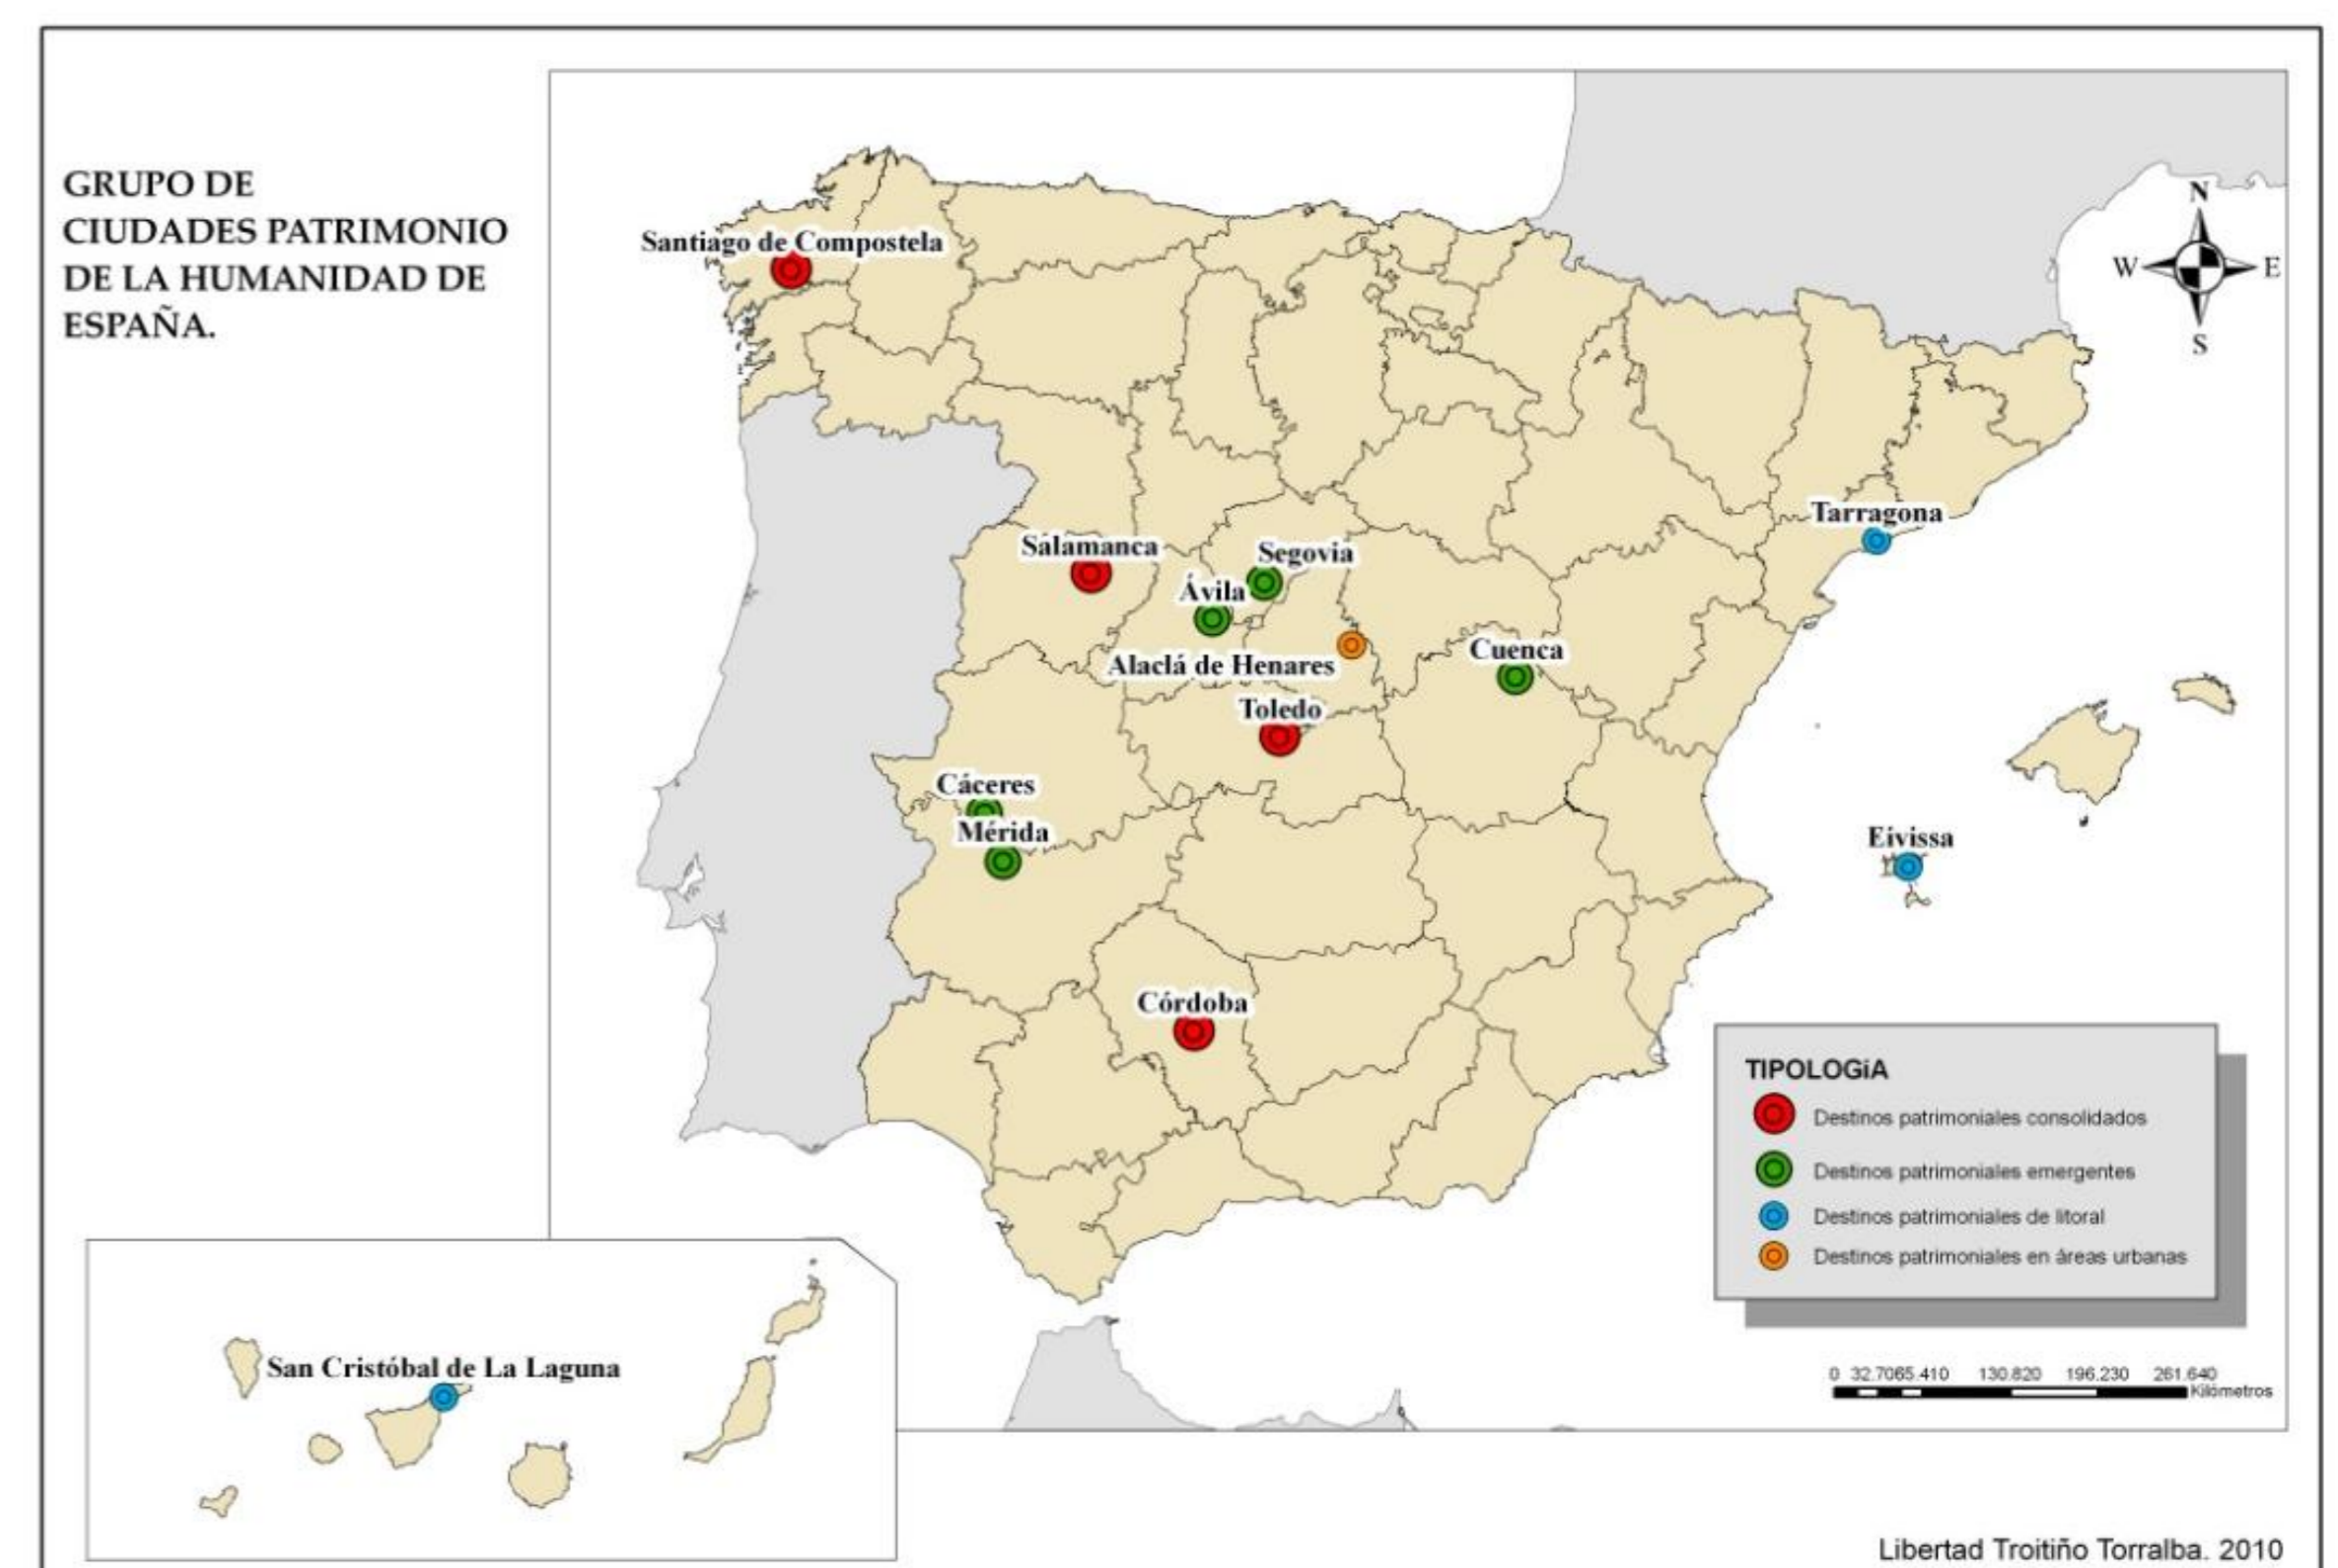 GRUPO DE
CIUDADES PATRIMONIO
DE LA HUMANIDAD DE
ESPAÑA.
N
W
E
S
Santiago de Compostela
Tarragona
Salamanca
Segovia
Ávila
Cuenca
Alaclá de Henares
Toledo
Cáceres
Mérida
Eivissa
Córdoba
TIPOLOGiA
Destinos patrimoniales consolidados
Destinos patrimoniales emergentes
Destinos patrimoniales de litoral
Destinos patrimoniales en áreas urbanas
San Cristóbal de La Laguna
0 32.7065.410 130.820 196.230 261.640
Kilómetros
Libertad Troitiño Torralba. 2010